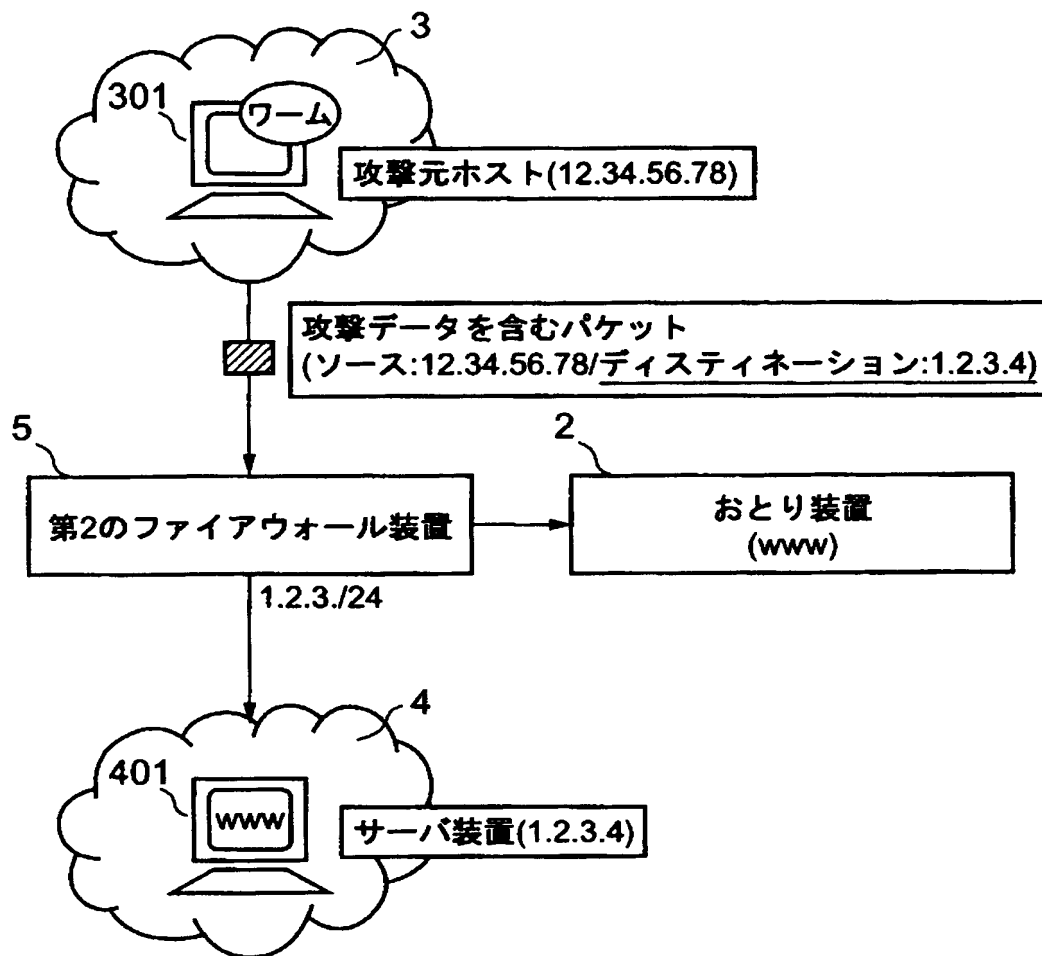 3
301
ワーム
攻撃元ホスト(12.34.56.78)
攻撃データを含むパケット
(ソース:12.34.56.78/ディスティネーション:1.2.3.4)
5
2
第2のファイアウォール装置
おとり装置
(www)
1.2.3./24
4
401
www
サーバ装置(1.2.3.4)